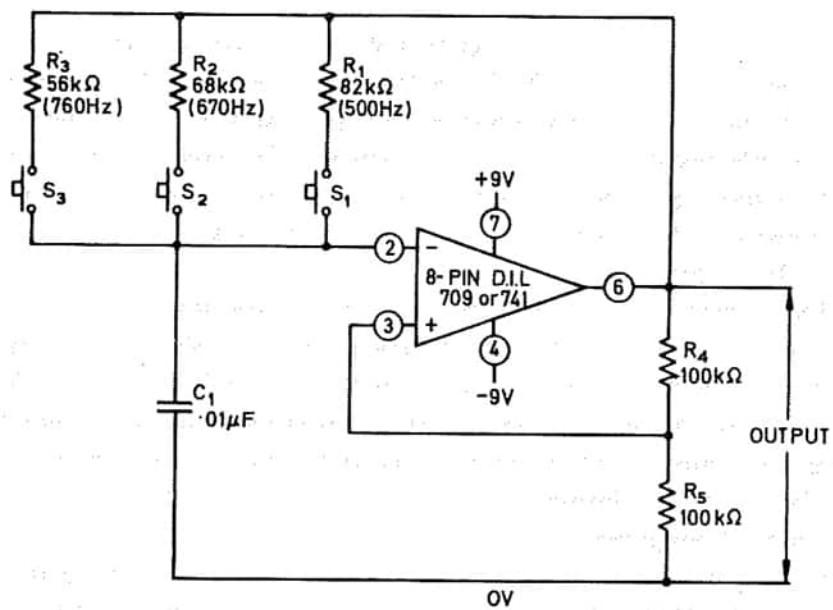 R3
56kΩ
(760Hz)
R2
68kΩ
(670Hz)
R1
82kΩ
(500Hz)
S3
S2
S1
+9V
7
2
-
8-PIN D.I.L
709 or 741
6
3
+
4
-9V
R4
100kΩ
C1
.01µF
OUTPUT
R5
100kΩ
OV